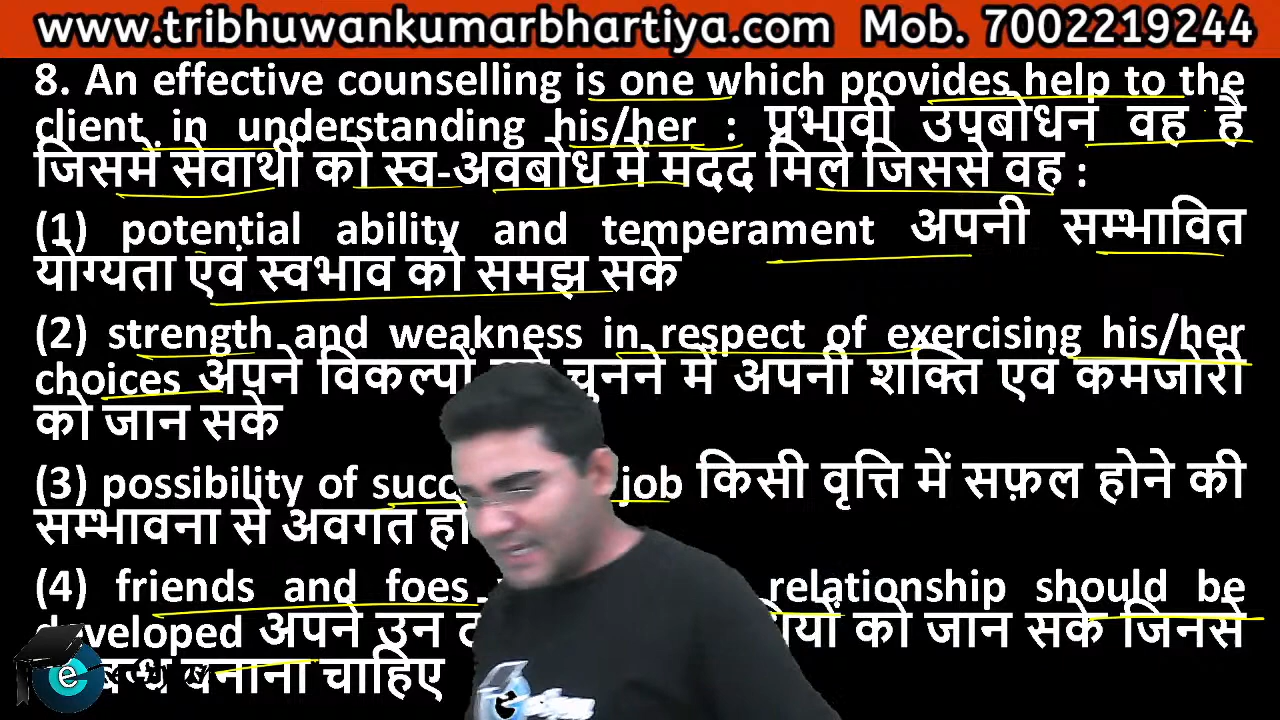 www.tribhuwankumarbhartiya.com Mob. 7002219244
8. An effective counselling is one which provides help to the
client in understanding his/her : प्रभावी उपबोधन वह है
जिसमें सेवार्थी को स्व-अवबोध में मदद मिले जिससे वह :
(1) potential ability and temperament अपनी सम्भावित
योग्यता एवं स्वभाव को समझ सके
(2) strength and weakness in respect of exercising his/her
choices अपने विकल्पों चुनने में अपनी शक्ति एवं कमजोरी
को जान सके
(3) possibility of job किसी वृत्ति में सफ़ल होने की
सम्भावना से अवगत हो
(4) friends and foes relationship should be
developed अपने उन को जान सके जिनसे
बनाना चाहिए